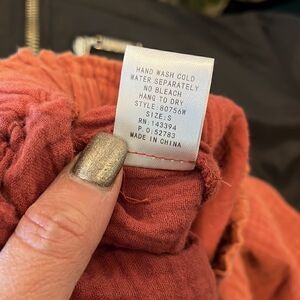 HAND WASH COLD
WATER SEPARATELY
NO BLEACH
HANG TO DRY
STYLE:80756W
SIZE:S
RN:143394
P.O:52783
MADE IN CHINA